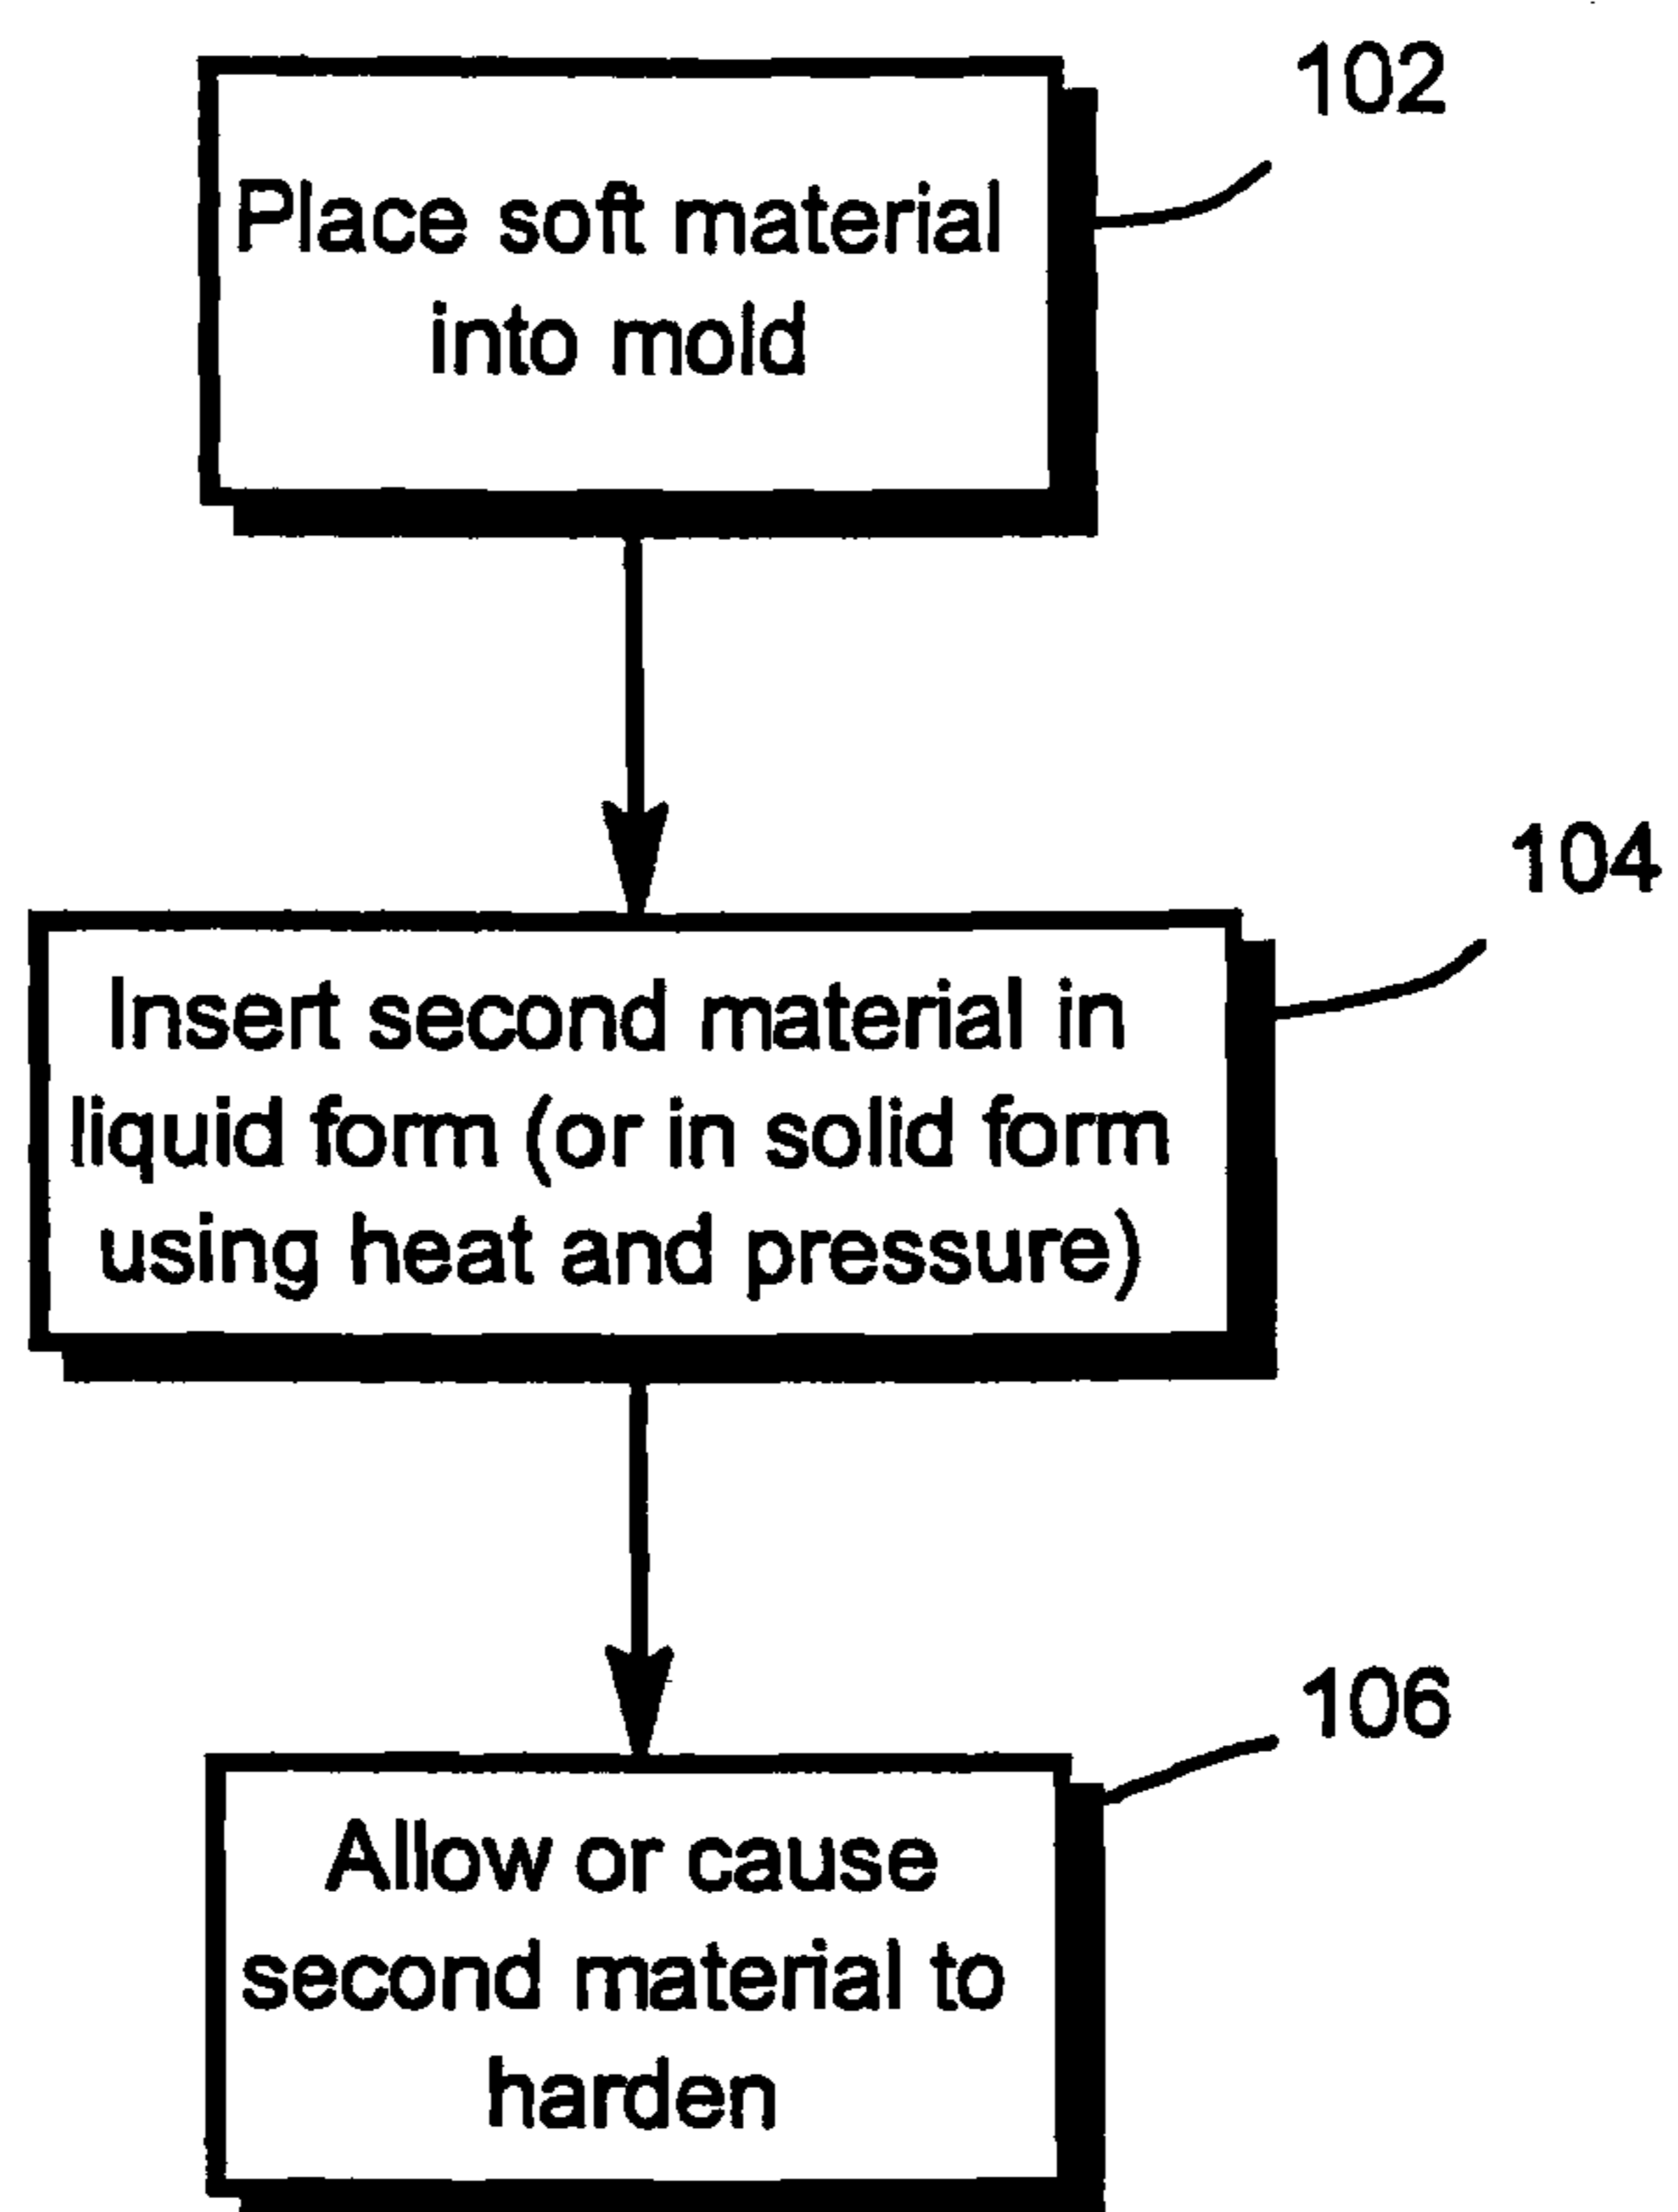 102
Place soft material
into mold
104
Insert second material in
liquid form (or in solid form
using heat and pressure)
106
Allow or cause
second material to
harden